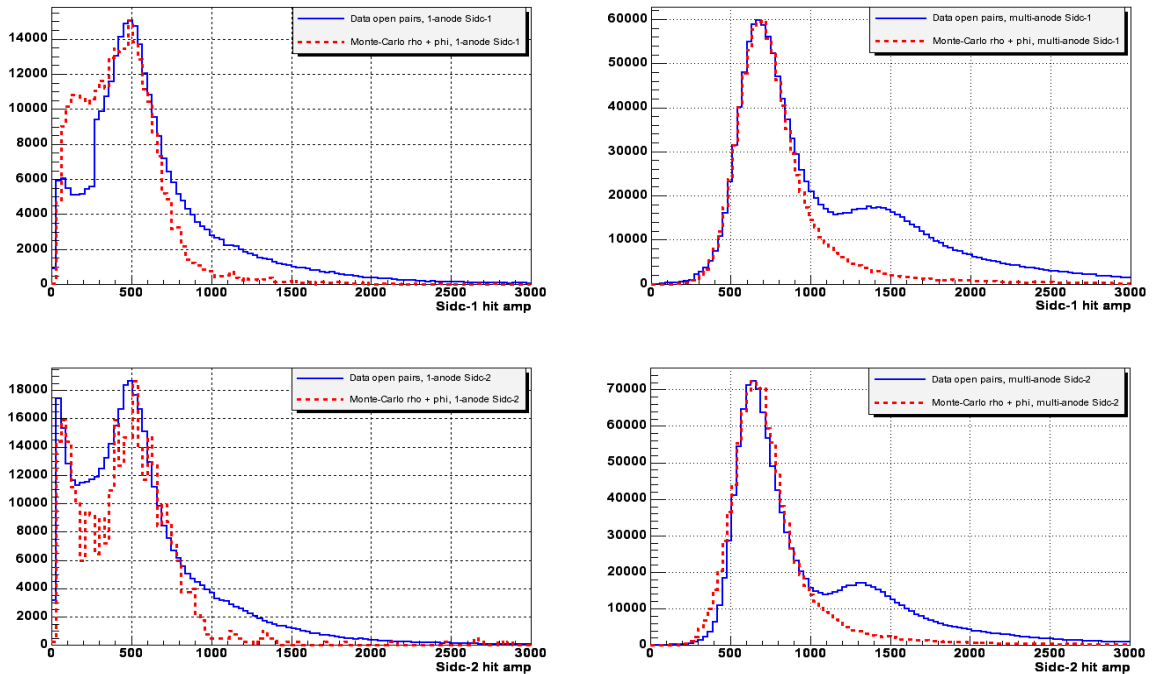 Data open pairs, 1-anode Sidc-1
Monte-Carlo rho + phi, 1-anode Sidc-1
14000
12000
10000
8000
6000
4000
2000
0
0 500 1000 1500 2000 2500 3000
Sidc-1 hit amp
Data open pairs, multi-anode Sidc-1
Monte-Carlo rho + phi, multi-anode Sidc-1
60000
50000
40000
30000
20000
10000
0
0 500 1000 1500 2000 2500 3000
Sidc-1 hit amp
Data open pairs, 1-anode Sidc-2
Monte-Carlo rho + phi, 1-anode Sidc-2
18000
16000
14000
12000
10000
8000
6000
4000
2000
0
0 500 1000 1500 2000 2500 3000
Sidc-2 hit amp
Data open pairs, multi-anode Sidc-2
Monte-Carlo rho + phi, multi-anode Sidc-2
70000
60000
50000
40000
30000
20000
10000
0
0 500 1000 1500 2000 2500 3000
Sidc-2 hit amp